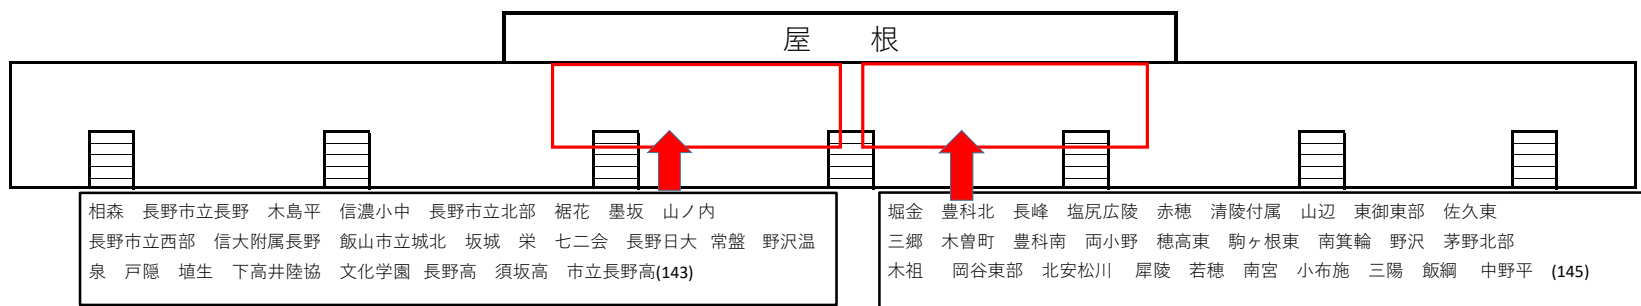 屋　根
相森　長野市立長野　木島平　信濃小中　長野市立北部　裾花　墨坂　山ノ内
長野市立西部　信大附属長野　飯山市立城北　坂城　栄　七二会　長野日大　常盤　野沢温
泉　戸隠　埴生　下高井陸協　文化学園　長野高　須坂高　市立長野高(143)
堀金　豊科北　長峰　塩尻広陵　赤穂　清陵付属　山辺　東御東部　佐久東
三郷　木曽町　豊科南　両小野　穂高東　駒ヶ根東　南箕輪　野沢　茅野北部
木祖　岡谷東部　北安松川　犀陵　若穂　南宮　小布施　三陽　飯綱　中野平　(145)